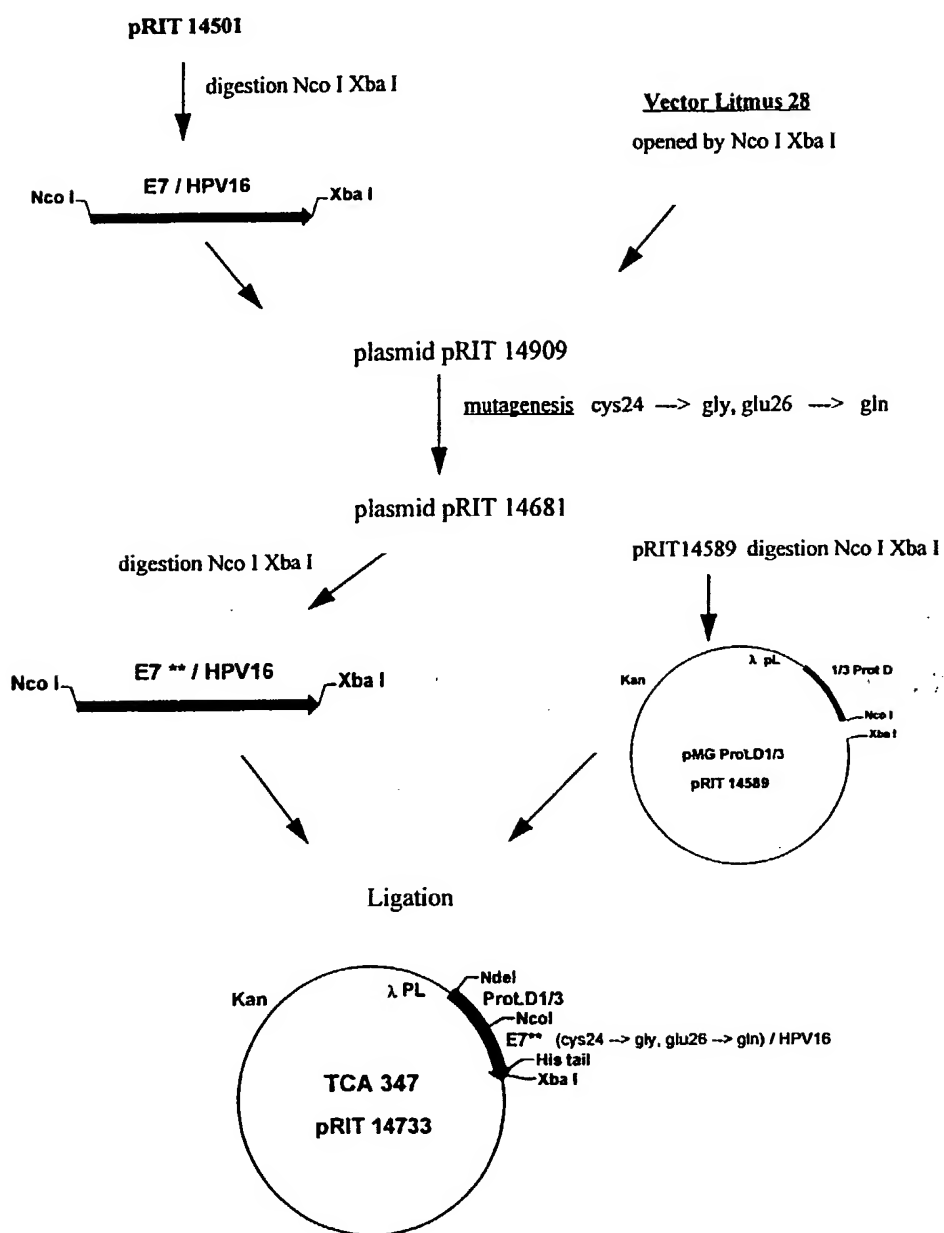 pRIT 14501
digestion Nco I Xba I
Vector Litmus 28
opened by Nco I Xba I
E7 / HPV16
Nco I
Xba I
plasmid pRIT 14909
mutagenesis cys24 —> gly, glu26 —> gln
plasmid pRIT 14681
digestion Nco I Xba I
pRIT14589 digestion Nco I Xba I
E7 ** / HPV16
Nco I
Xba I
λ pL
1/3 Prot D
Kan
Nco I
Xba I
pMG Prot.D1/3
pRIT 14589
Ligation
Kan
λ PL
NdeI
Prot.D1/3
NcoI
E7** (cys24 --> gly, glu26 --> gln) / HPV16
His tail
Xba I
TCA 347
pRIT 14733